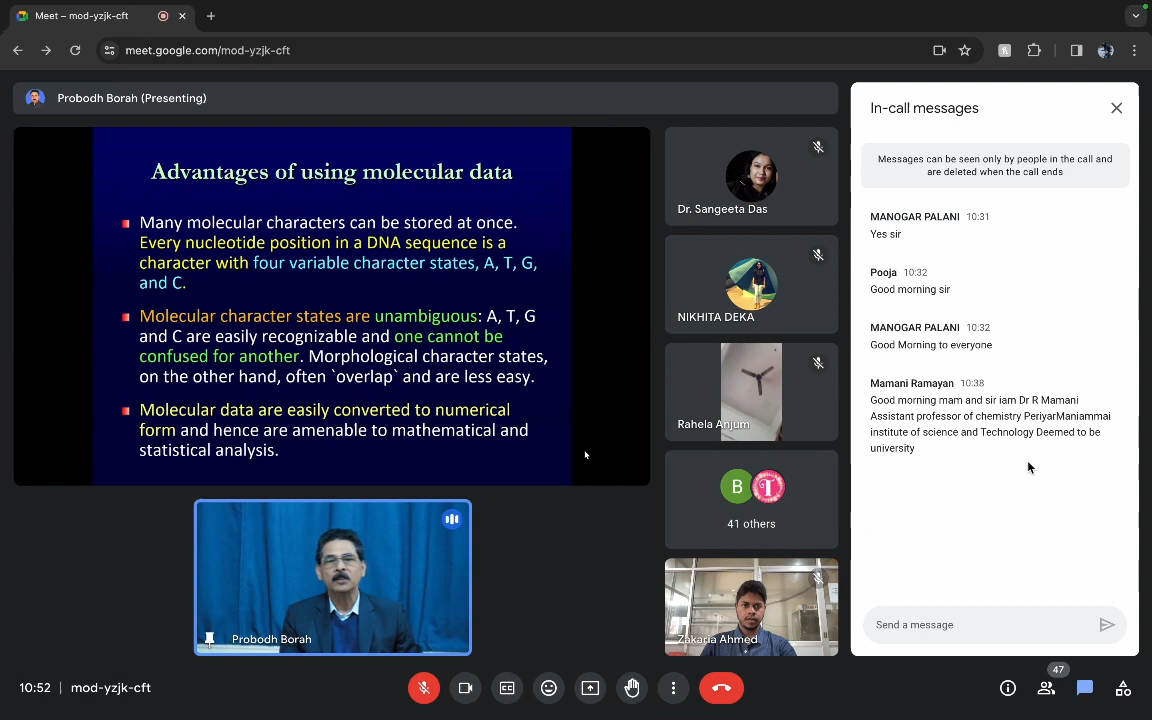 Meet – mod-yzjk-cft
meet.google.com/mod-yzjk-cft
Probodh Borah (Presenting)
Advantages of using molecular data
Many molecular characters can be stored at once.
Every nucleotide position in a DNA sequence is a
character with four variable character states, A, T, G,
and C.
Molecular character states are unambiguous: A, T, G
and C are easily recognizable and one cannot be
confused for another. Morphological character states,
on the other hand, often `overlap` and are less easy.
Molecular data are easily converted to numerical
form and hence are amenable to mathematical and
statistical analysis.
Probodh Borah
Dr. Sangeeta Das
NIKHITA DEKA
Rahela Anjum
B
T
41 others
Zakaria Ahmed
In-call messages
Messages can be seen only by people in the call and
are deleted when the call ends
MANOGAR PALANI 10:31
Yes sir
Pooja 10:32
Good morning sir
MANOGAR PALANI 10:32
Good Morning to everyone
Mamani Ramayan 10:38
Good morning mam and sir iam Dr R Mamani
Assistant professor of chemistry PeriyarManiammai
institute of science and Technology Deemed to be
university
Send a message
10:52 | mod-yzjk-cft
47